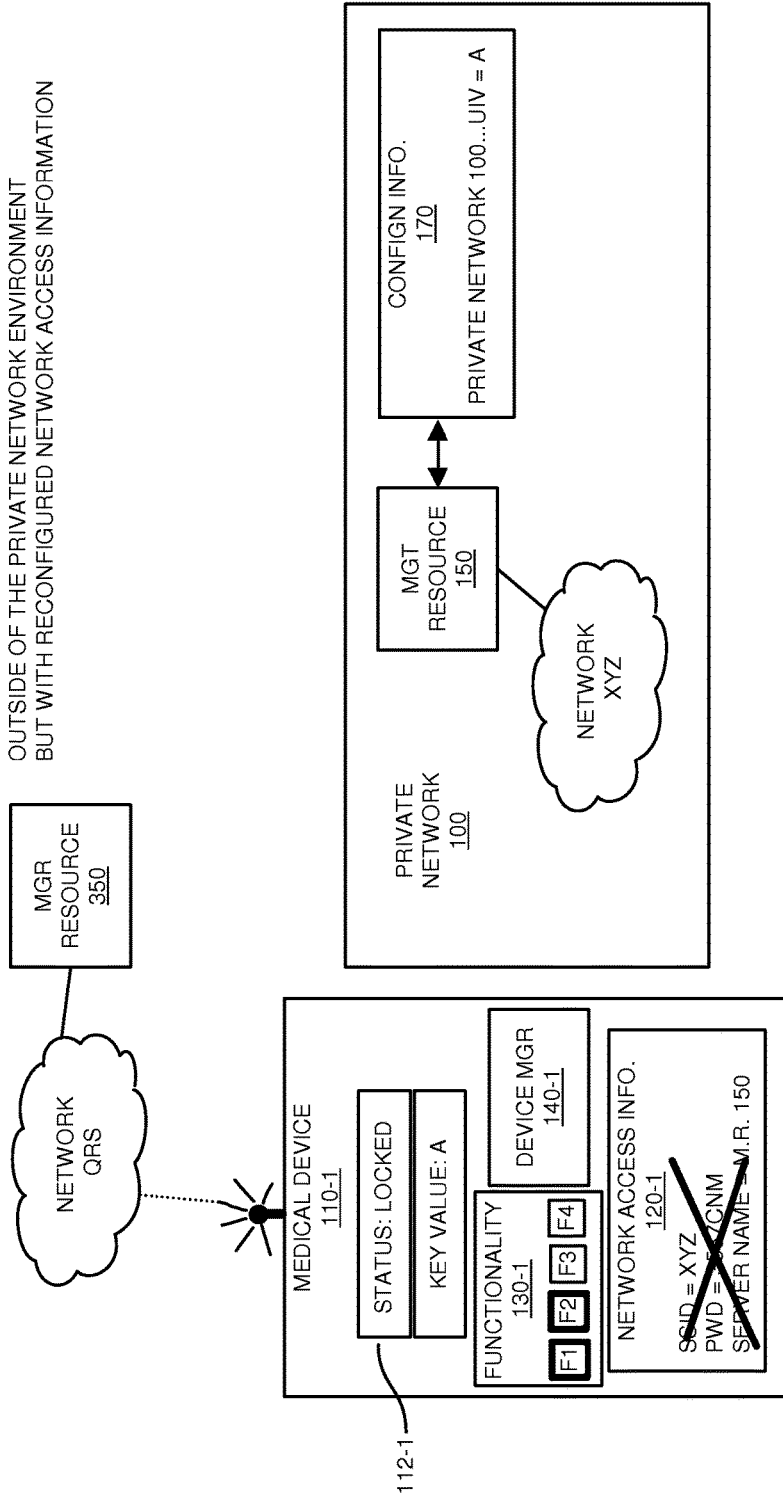 OUTSIDE OF THE PRIVATE NETWORK ENVIRONMENT
BUT WITH RECONFIGURED NETWORK ACCESS INFORMATION
NETWORK
QRS
MGR
RESOURCE
350
MEDICAL DEVICE
110-1
112-1
STATUS: LOCKED
KEY VALUE: A
FUNCTIONALITY
130-1
F1
F2
F3
F4
DEVICE MGR
140-1
NETWORK ACCESS INFO.
120-1
SSID = XYZ
PWD =
SERVER NAME = M.R. 150
PRIVATE
NETWORK
100
MGT
RESOURCE
150
NETWORK
XYZ
CONFIGN INFO.
170
PRIVATE NETWORK 100...UIV = A